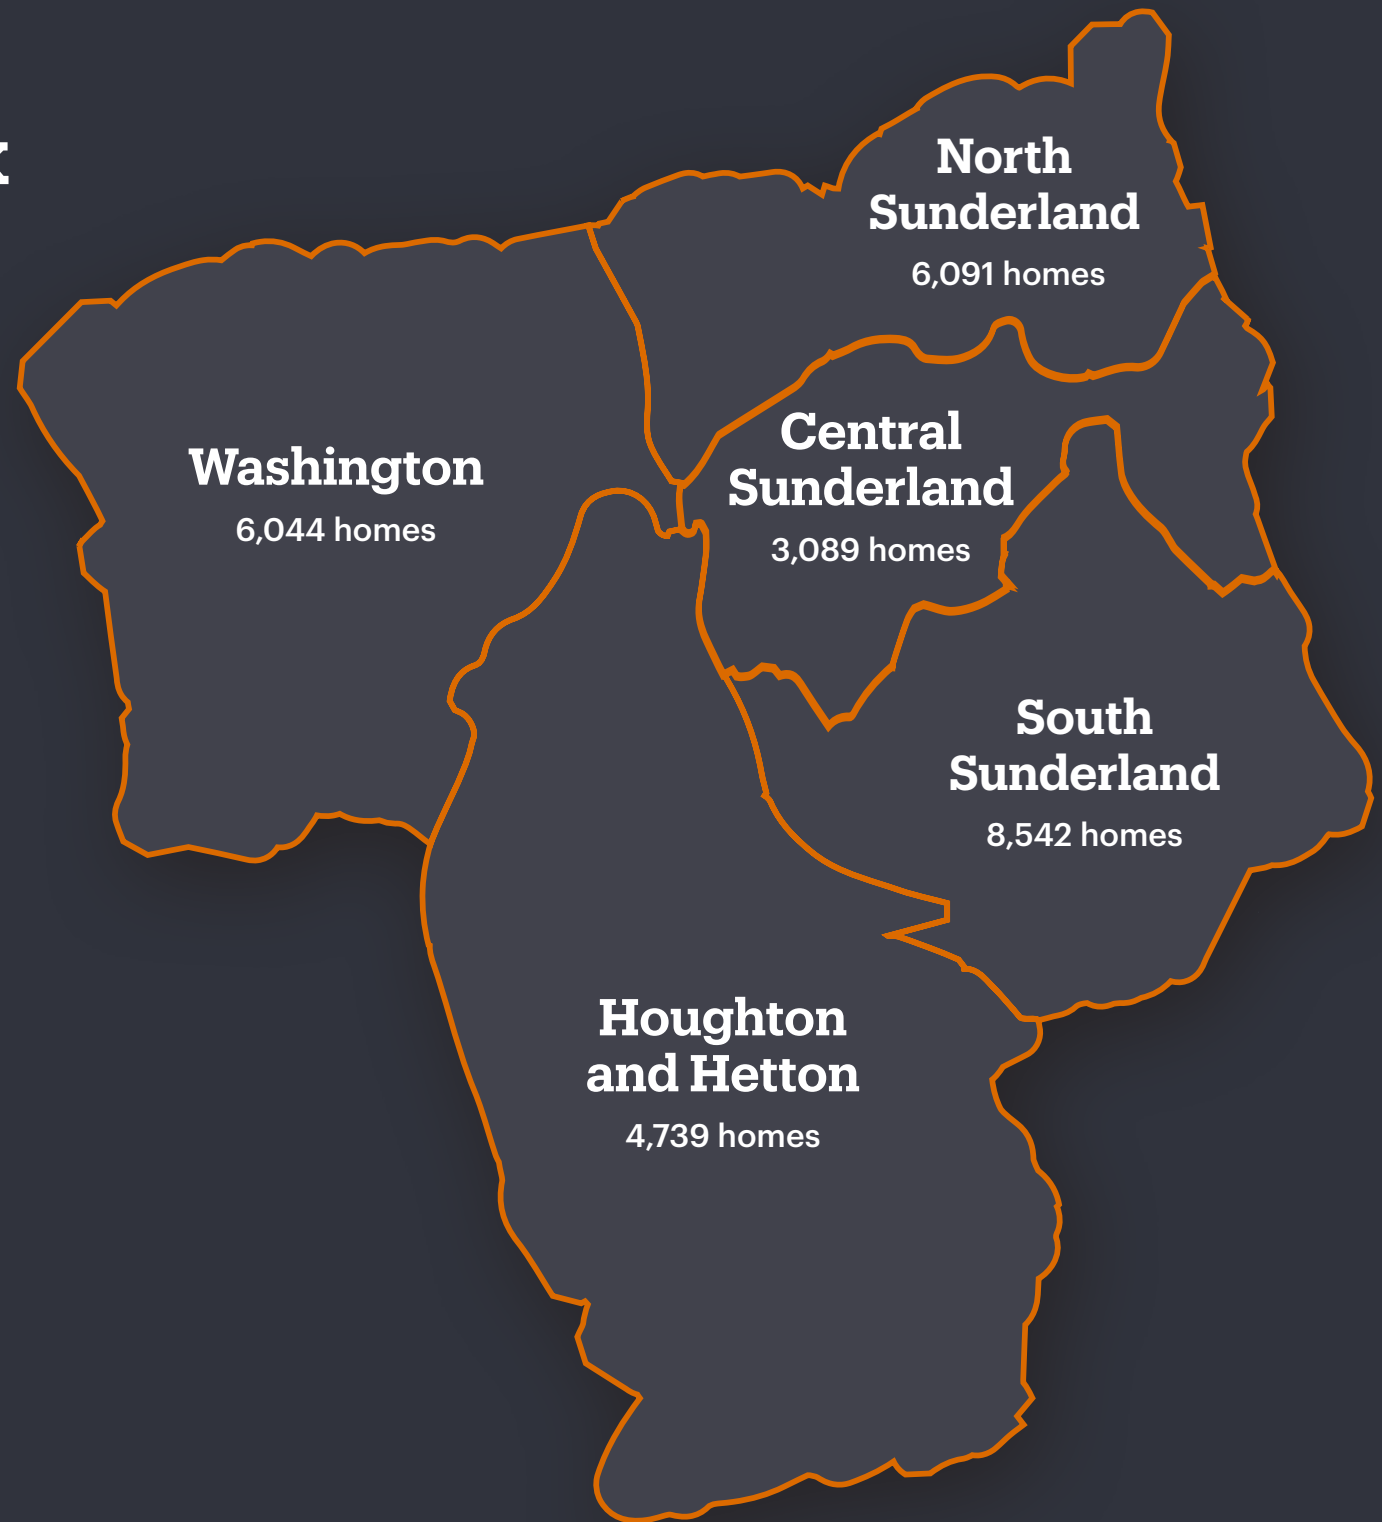 North
Sunderland
6,091 homes
Central
Sunderland
3,089 homes
Washington
6,044 homes
South
Sunderland
8,542 homes
Houghton
and Hetton
4,739 homes